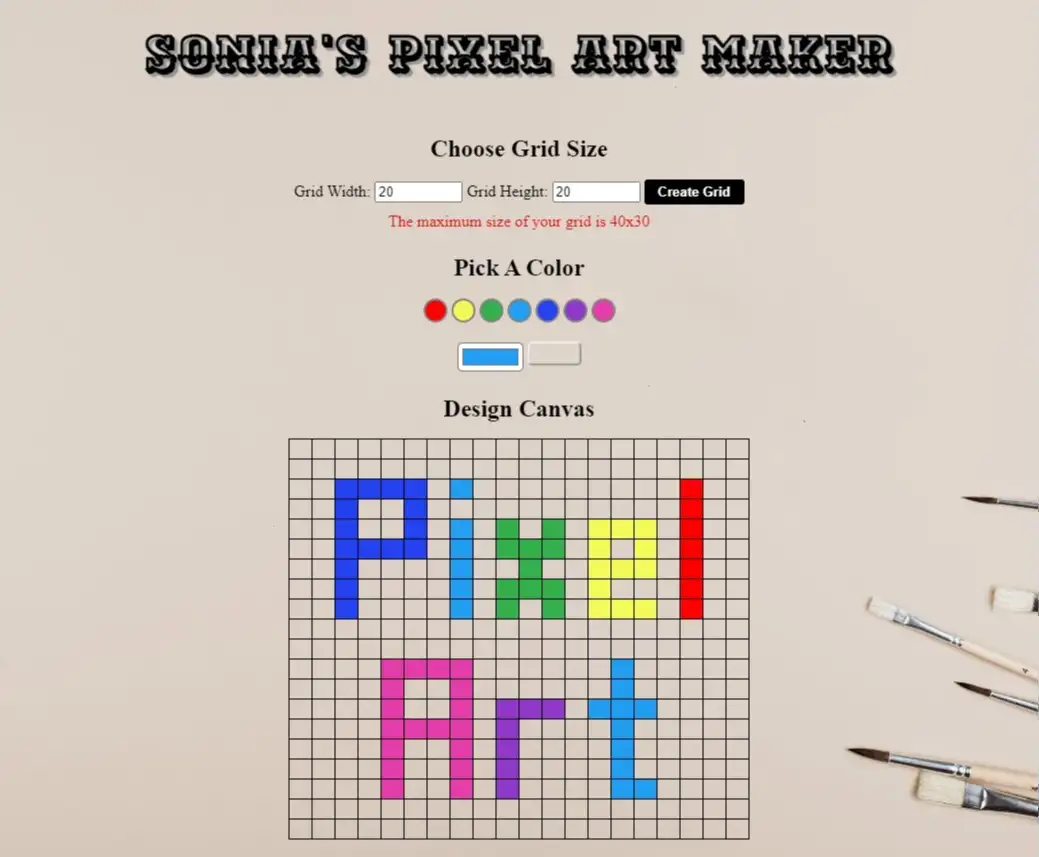 SONIA'S PIXEL ART MAKER
Choose Grid Size
Grid Width: 20 Grid Height: 20 Create Grid
The maximum size of your grid is 40x30
Pick A Color
Design Canvas
Pixel
Art